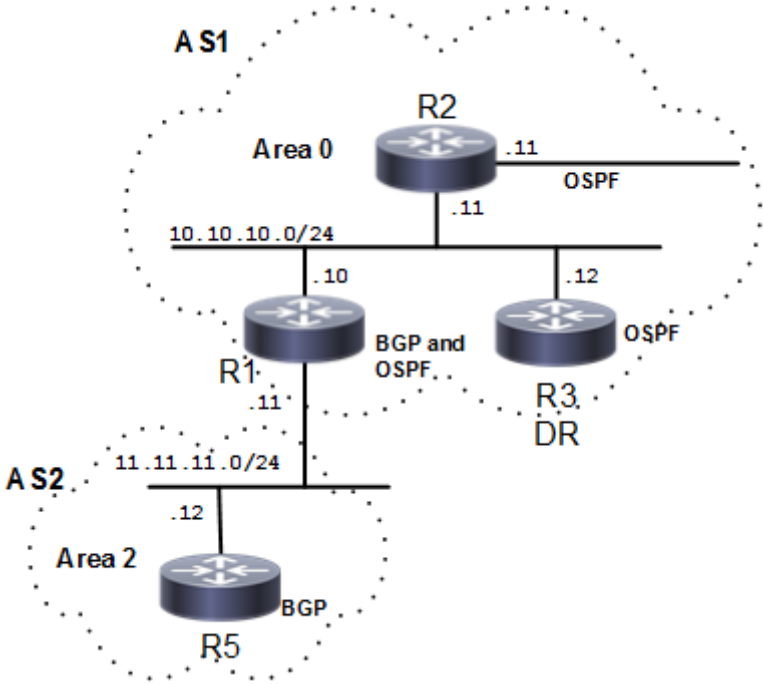 AS1
R2
Area 0
.11
OSPF
.11
10.10.10.0/24
.10
.12
BGP and
OSPF
OSPF
R1
R3
DR
.11
11.11.11.0/24
AS2
.12
Area 2
BGP
R5